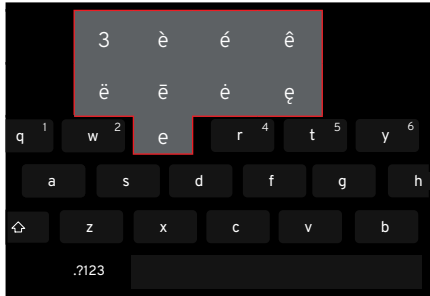 3 è é ê
ë ē ė ę
q 1 w 2 e r 4 t 5 y 6
a s d f g h
z x c v b
.?123